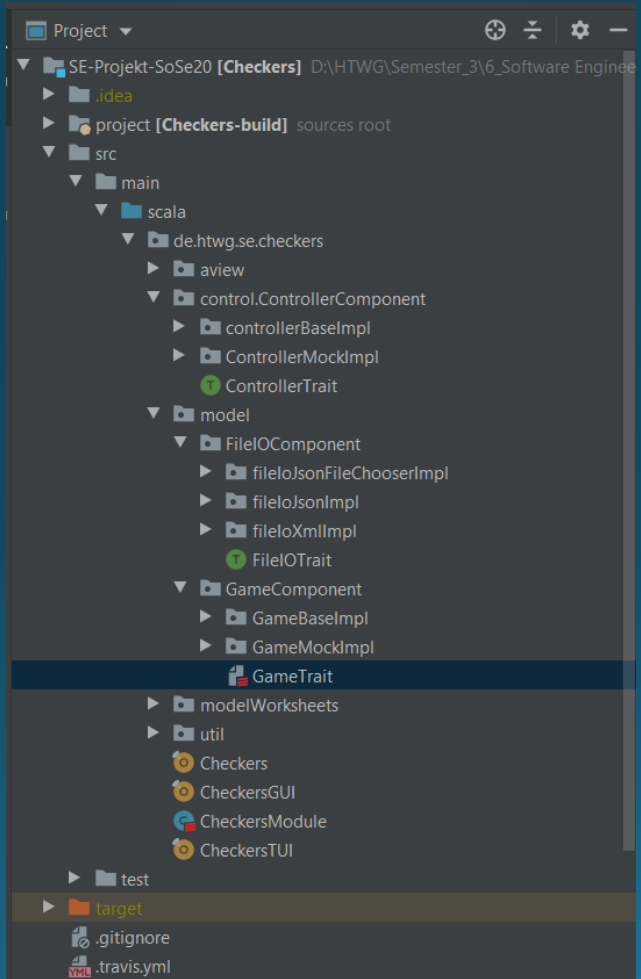 Project
SE-Projekt-SoSe20 [Checkers] D:\HTWG\Semester_3\6_Software Enginee
.idea
project [Checkers-build] sources root
src
main
scala
de.htwg.se.checkers
aview
control.ControllerComponent
controllerBaseImpl
ControllerMockImpl
T ControllerTrait
model
FileIOComponent
fileIoJsonFileChooserImpl
fileIoJsonImpl
fileIoXmlImpl
T FileIOTrait
GameComponent
GameBaseImpl
GameMockImpl
GameTrait
modelWorksheets
util
O Checkers
O CheckersGUI
C CheckersModule
O CheckersTUI
test
target
.gitignore
YML .travis.yml